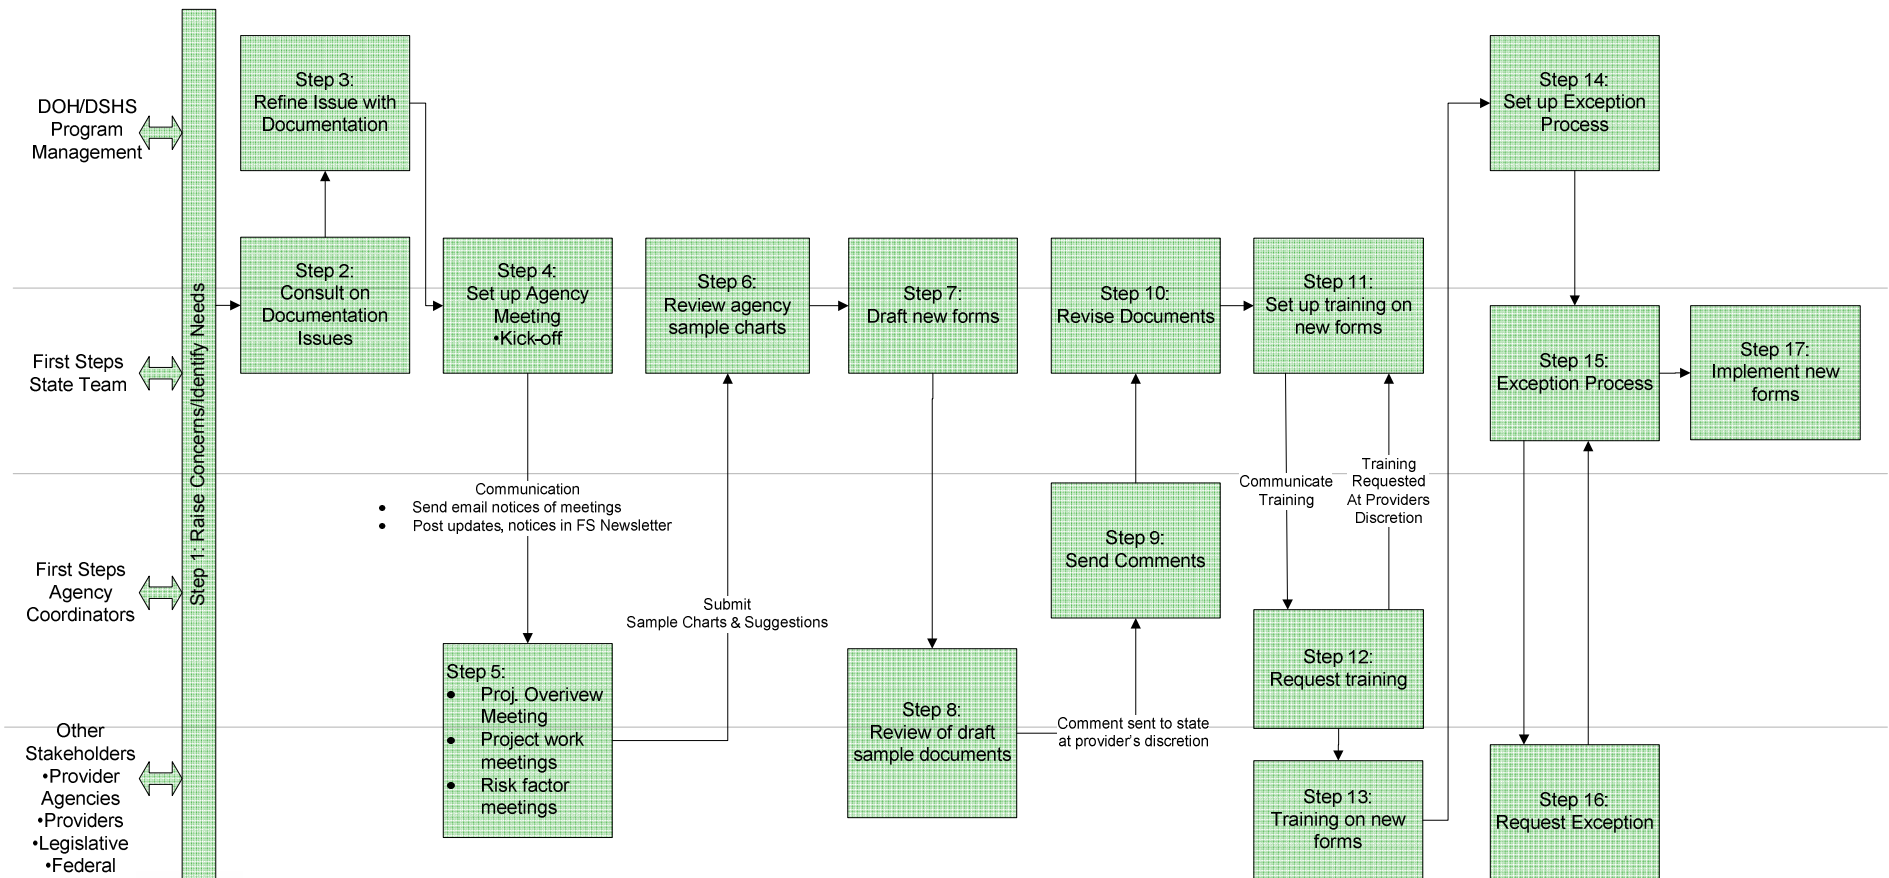 DOH/DSHS
Program
Management
First Steps
State Team
First Steps
Agency
Coordinators
Other
Stakeholders
•Provider
Agencies
•Providers
•Legislative
•Federal
Step 1: Raise Concerns/Identify Needs
Step 2:
Consult on
Documentation
Issues
Step 3:
Refine Issue with
Documentation
Step 4:
Set up Agency
Meeting
•Kick-off
Communication
• Send email notices of meetings
• Post updates, notices in FS Newsletter
Step 5:
• Proj. Overivew
Meeting
• Project work
meetings
• Risk factor
meetings
Submit
Sample Charts & Suggestions
Step 6:
Review agency
sample charts
Step 7:
Draft new forms
Step 8:
Review of draft
sample documents
Comment sent to state
at provider's discretion
Step 9:
Send Comments
Step 10:
Revise Documents
Step 11:
Set up training on
new forms
Communicate
Training
Training
Requested
At Providers
Discretion
Step 12:
Request training
Step 13:
Training on new
forms
Step 14:
Set up Exception
Process
Step 15:
Exception Process
Step 16:
Request Exception
Step 17:
Implement new
forms